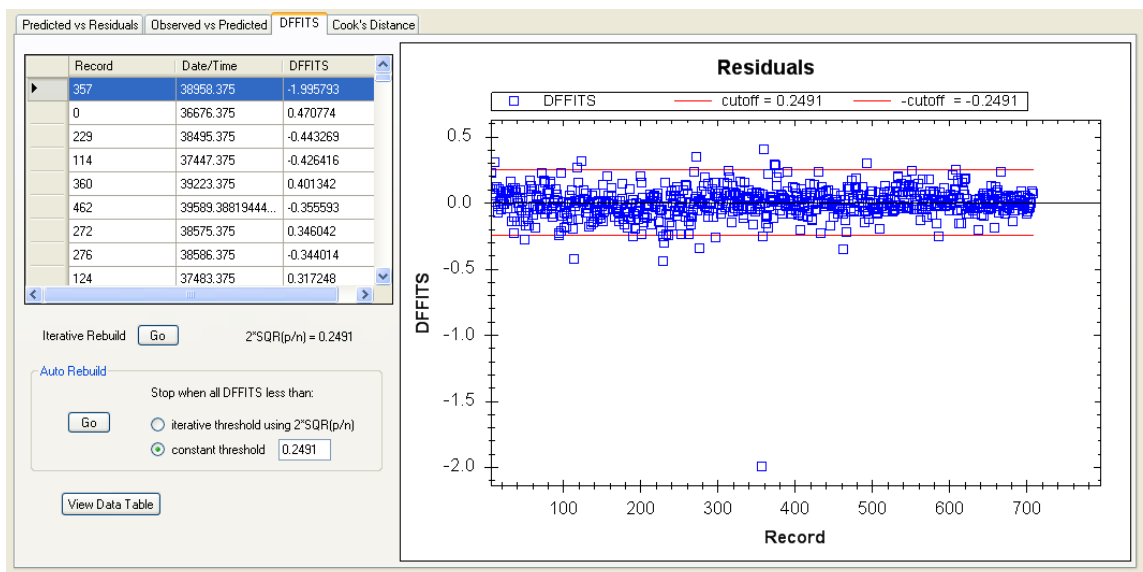 Predicted vs Residuals Observed vs Predicted DFFITS Cook's Distance
Record Date/Time DFFITS
357 38958.375 -1.995793
0 36676.375 0.470774
229 38495.375 -0.443269
114 37447.375 -0.426416
360 39223.375 0.401342
462 39589.38819444... -0.355593
272 38575.375 0.346042
276 38586.375 -0.344014
124 37483.375 0.317248
Iterative Rebuild Go 2*SQR(p/n) = 0.2491
Auto Rebuild
Stop when all DFFITS less than:
Go iterative threshold using 2*SQR(p/n)
constant threshold 0.2491
View Data Table
Residuals
DFFITS cutoff = 0.2491 -cutoff = -0.2491
0.5
0.0
-0.5
-1.0
-1.5
-2.0
DFFITS
100 200 300 400 500 600 700
Record